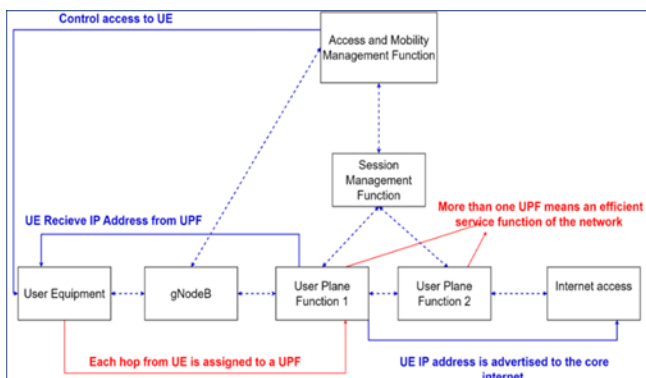 Control access to UE
Access and Mobility
Management Function
Session
Management
Function
More than one UPF means an efficient
service function of the network
UE Recieve IP Address from UPF
User Equipment
gNodeB
User Plane
Function 1
User Plane
Function 2
Internet access
Each hop from UE is assigned to a UPF
UE IP address is advertised to the core
internet